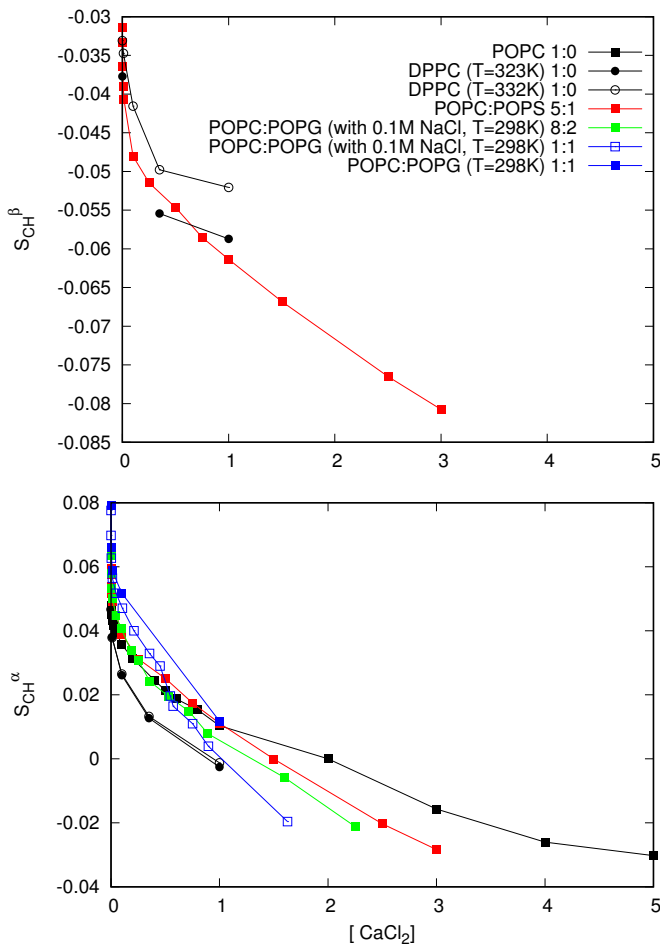 -0.03
-0.035
-0.04
-0.045
-0.05
-0.055
-0.06
-0.065
-0.07
-0.075
-0.08
-0.085
S_CH^β
POPC 1:0
DPPC (T=323K) 1:0
DPPC (T=332K) 1:0
POPC:POPS 5:1
POPC:POPG (with 0.1M NaCl, T=298K) 8:2
POPC:POPG (with 0.1M NaCl, T=298K) 1:1
POPC:POPG (T=298K) 1:1
0 1 2 3 4 5
0.08
0.06
0.04
0.02
0
-0.02
-0.04
S_CH^α
0 1 2 3 4 5
[ CaCl₂]